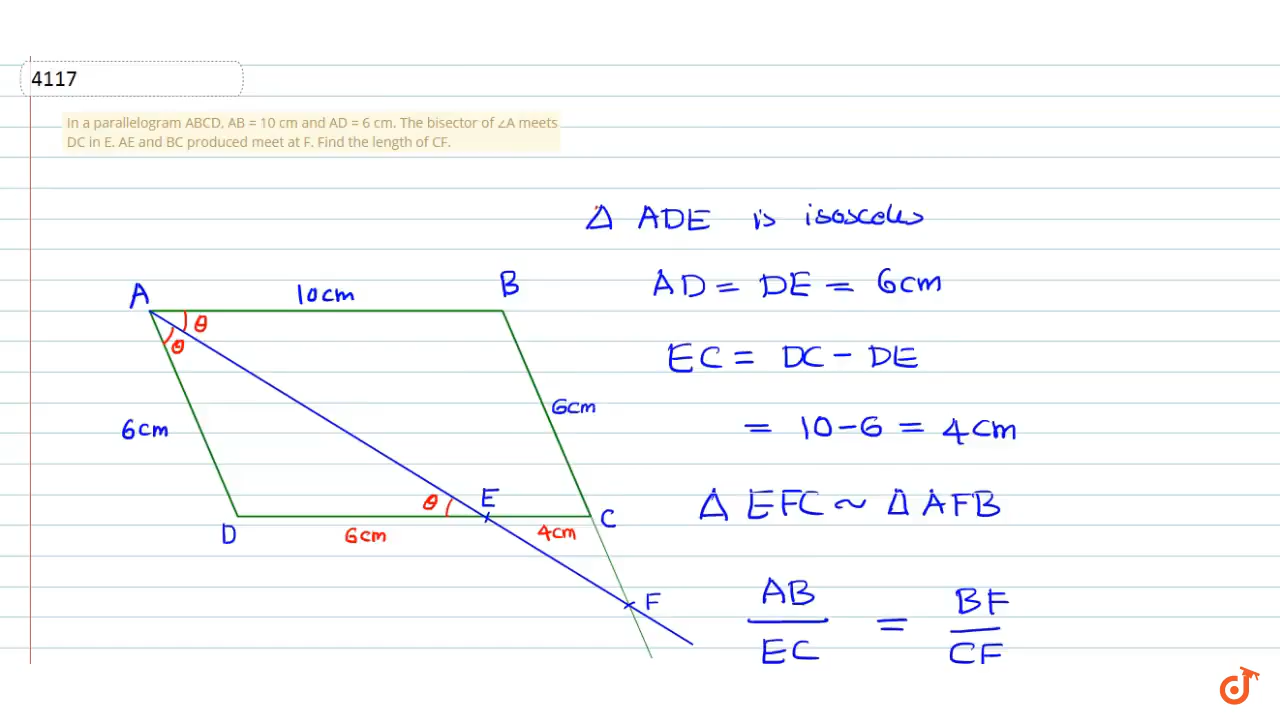 4117
In a parallelogram ABCD, AB = 10 cm and AD = 6 cm. The bisector of ∠A meets
DC in E. AE and BC produced meet at F. Find the length of CF.
Δ ADE is isosceles
AD = DE = 6cm
EC = DC - DE
= 10-6 = 4cm
Δ EFC ~ Δ AFB
AB/EC = BF/CF
A
10cm
B
θ
θ
6cm
6cm
θ
E
D
6cm
4cm
C
F